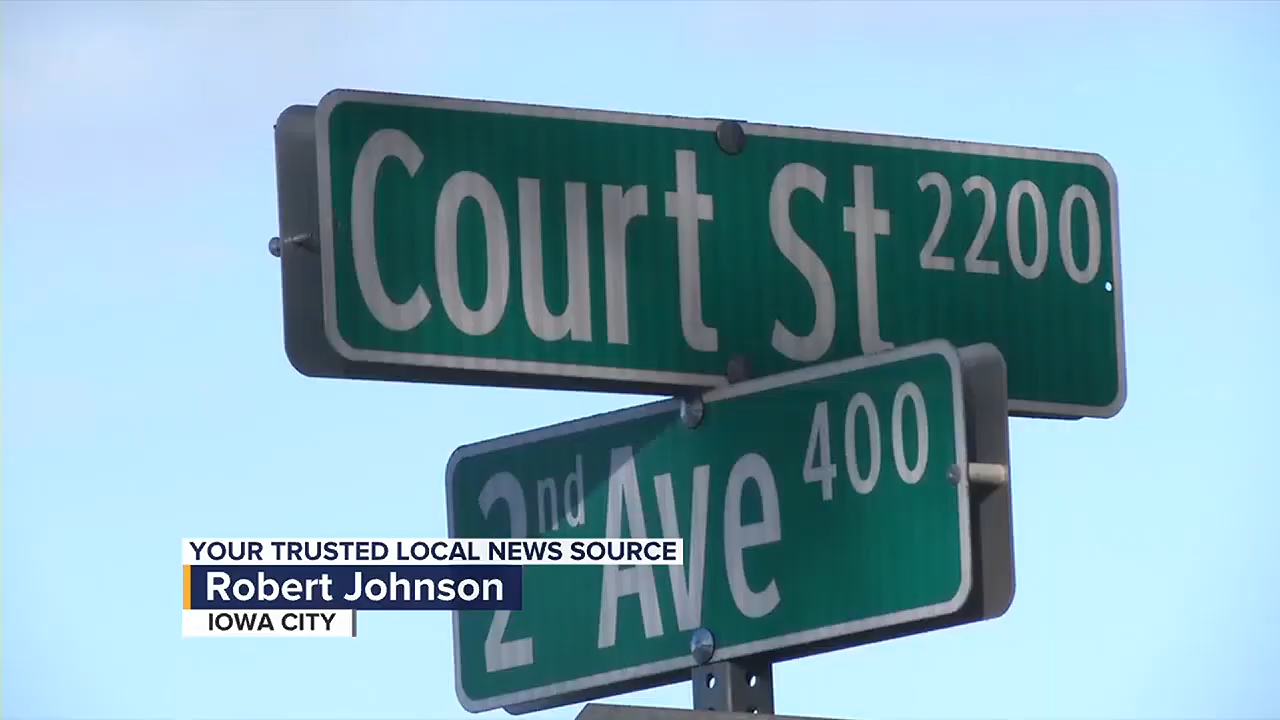 Court St 2200
2nd Ave 400
YOUR TRUSTED LOCAL NEWS SOURCE
Robert Johnson
IOWA CITY